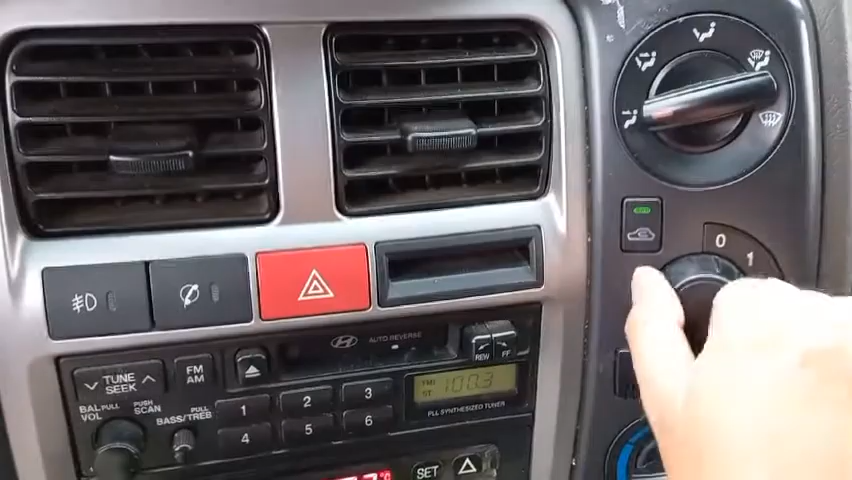 0
1
AUTO REVERSE
TUNE
SEEK
FM
AM
REW
FF
BAL/PULL
VOL
PUSH
SCAN
BASS/TREB
PULL
1
2
3
4
5
6
FM1
ST
100.3
PLL SYNTHESIZED TUNER
SET